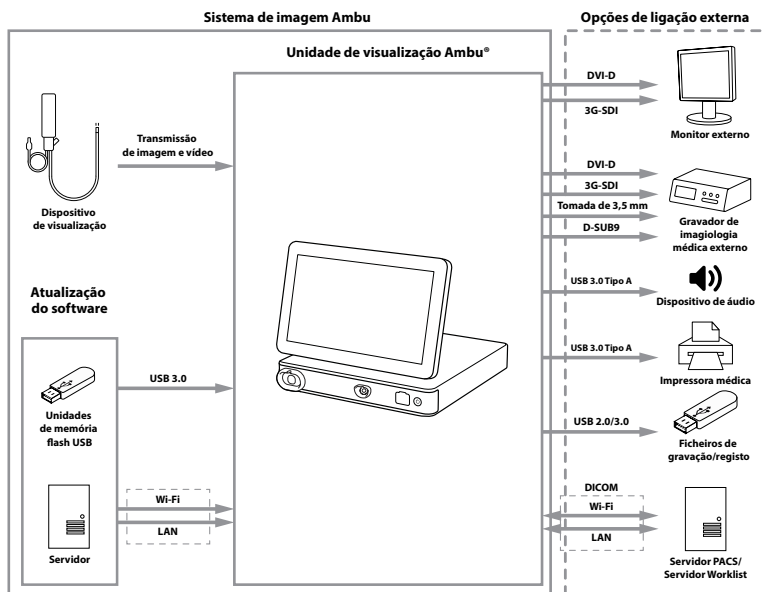 Sistema de imagem Ambu
Opções de ligação externa
Unidade de visualização Ambu®
Transmissão
de imagem e vídeo
Dispositivo
de visualização
Atualização
do software
USB 3.0
Unidades
de memória
flash USB
Wi-Fi
LAN
Servidor
DVI-D
3G-SDI
Monitor externo
DVI-D
3G-SDI
Tomada de 3,5 mm
D-SUB9
Gravador de
imagiologia
médica externo
USB 3.0 Tipo A
Dispositivo de áudio
USB 3.0 Tipo A
Impressora médica
USB 2.0/3.0
Ficheiros de
gravação/registo
DICOM
Wi-Fi
LAN
Servidor PACS/
Servidor Worklist